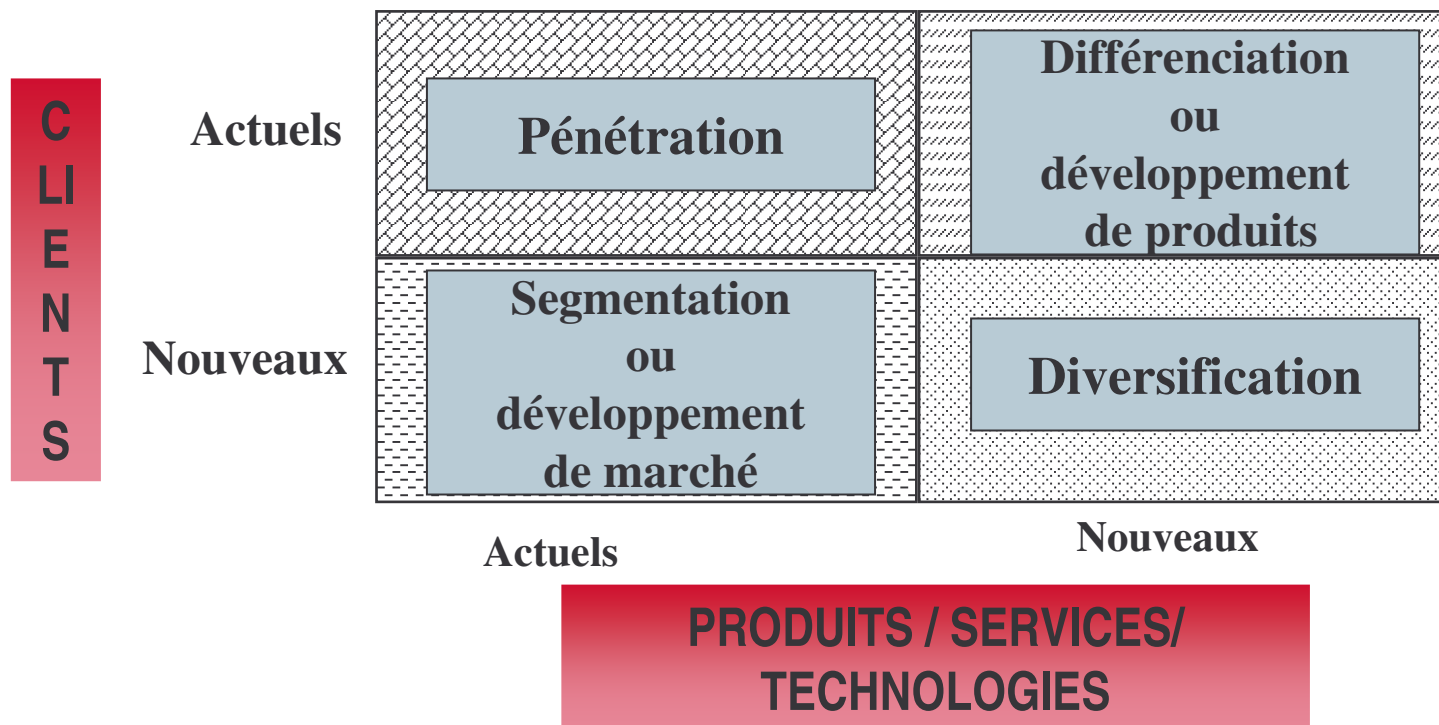 C
LI
E
N
T
S
Actuels
Pénétration
Différenciation
ou
développement
de produits
Nouveaux
Segmentation
ou
développement
de marché
Diversification
Actuels
Nouveaux
PRODUITS / SERVICES/
TECHNOLOGIES